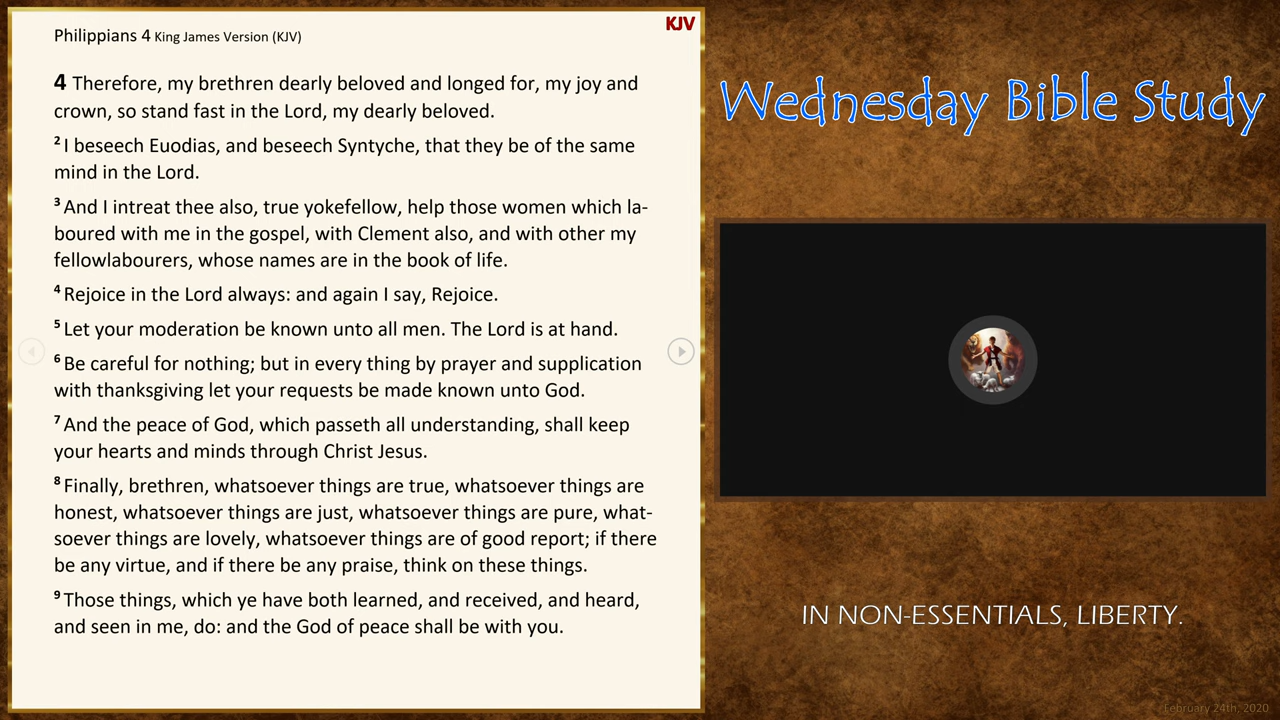 KJV
Philippians 4 King James Version (KJV)
4 Therefore, my brethren dearly beloved and longed for, my joy and
crown, so stand fast in the Lord, my dearly beloved.
2 I beseech Euodias, and beseech Syntyche, that they be of the same
mind in the Lord.
3 And I intreat thee also, true yokefellow, help those women which la-
boured with me in the gospel, with Clement also, and with other my
fellowlabourers, whose names are in the book of life.
4 Rejoice in the Lord always: and again I say, Rejoice.
5 Let your moderation be known unto all men. The Lord is at hand.
6 Be careful for nothing; but in every thing by prayer and supplication
with thanksgiving let your requests be made known unto God.
7 And the peace of God, which passeth all understanding, shall keep
your hearts and minds through Christ Jesus.
8 Finally, brethren, whatsoever things are true, whatsoever things are
honest, whatsoever things are just, whatsoever things are pure, what-
soever things are lovely, whatsoever things are of good report; if there
be any virtue, and if there be any praise, think on these things.
9 Those things, which ye have both learned, and received, and heard,
and seen in me, do: and the God of peace shall be with you.
Wednesday Bible Study
IN NON-ESSENTIALS, LIBERTY.
February 24th, 2020